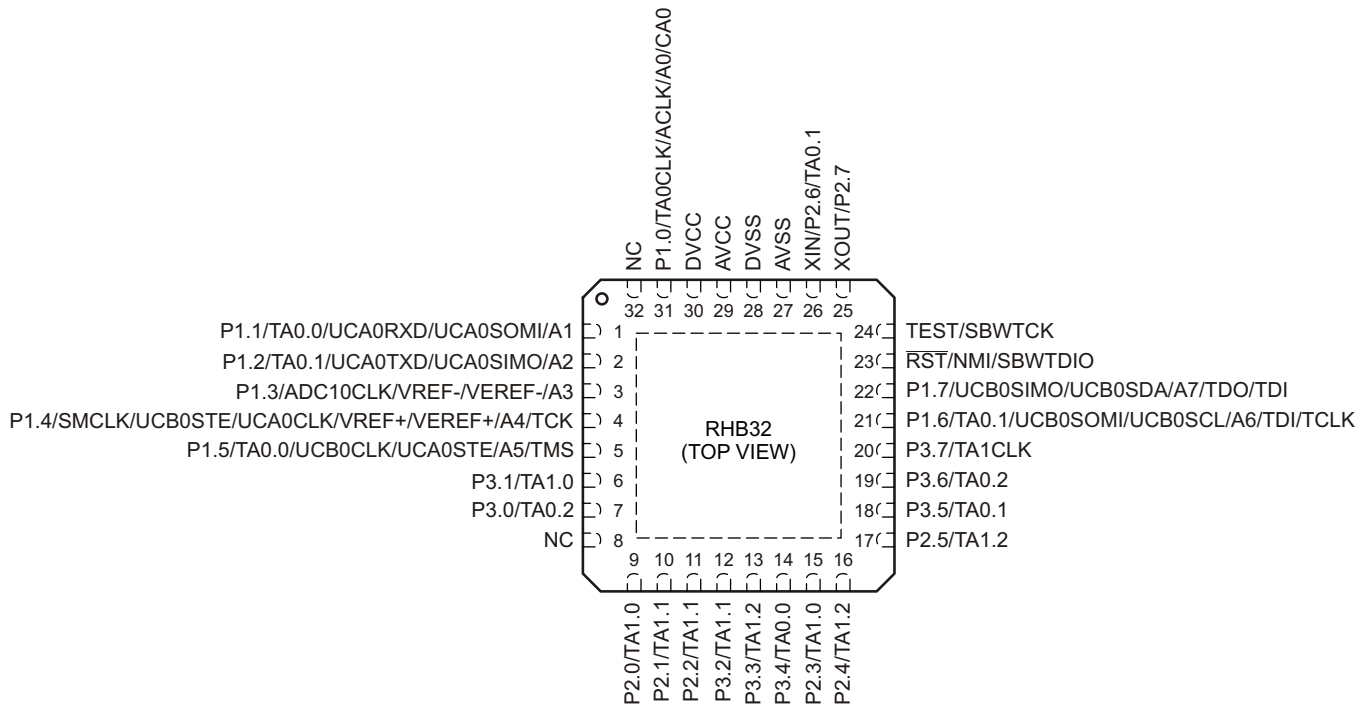 NC
P1.0/TA0CLK/ACLK/A0/CA0
DVCC
AVCC
DVSS
AVSS
XIN/P2.6/TA0.1
XOUT/P2.7
32 31 30 29 28 27 26 25
P1.1/TA0.0/UCA0RXD/UCA0SOMI/A1 1
P1.2/TA0.1/UCA0TXD/UCA0SIMO/A2 2
P1.3/ADC10CLK/VREF-/VEREF-/A3 3
P1.4/SMCLK/UCB0STE/UCA0CLK/VREF+/VEREF+/A4/TCK 4
P1.5/TA0.0/UCB0CLK/UCA0STE/A5/TMS 5
P3.1/TA1.0 6
P3.0/TA0.2 7
NC 8
RHB32
(TOP VIEW)
24 TEST/SBWTCK
23 RST/NMI/SBWTDIO
22 P1.7/UCB0SIMO/UCB0SDA/A7/TDO/TDI
21 P1.6/TA0.1/UCB0SOMI/UCB0SCL/A6/TDI/TCLK
20 P3.7/TA1CLK
19 P3.6/TA0.2
18 P3.5/TA0.1
17 P2.5/TA1.2
9 10 11 12 13 14 15 16
P2.0/TA1.0
P2.1/TA1.1
P2.2/TA1.1
P3.2/TA1.1
P3.3/TA1.2
P3.4/TA0.0
P2.3/TA1.0
P2.4/TA1.2